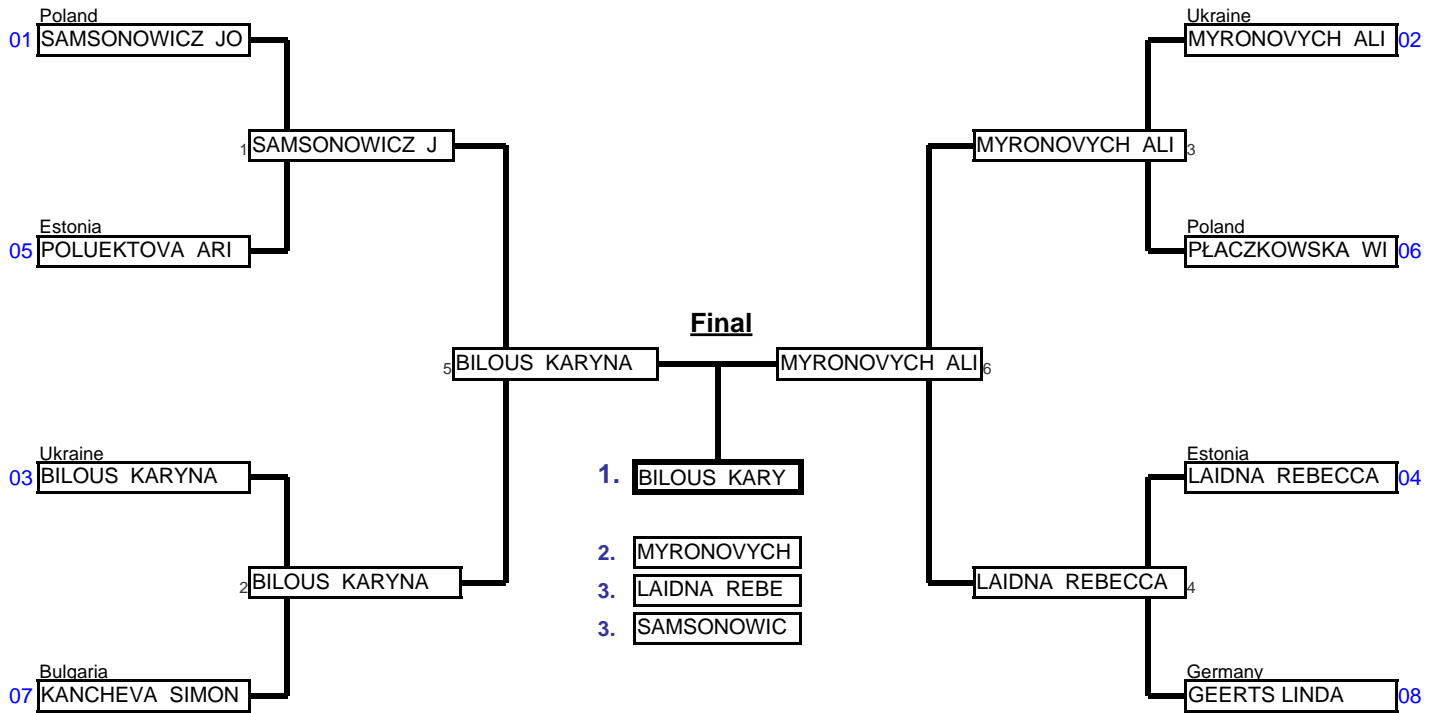 Poland
01 SAMSONOWICZ JO
Ukraine
MYRONOVYCH ALI 02
1 SAMSONOWICZ J
MYRONOVYCH ALI 3
Estonia
05 POLUEKTOVA ARI
Poland
PŁACZKOWSKA WI 06
Final
5 BILOUS KARYNA
MYRONOVYCH ALI 6
Ukraine
03 BILOUS KARYNA
1. BILOUS KARY
Estonia
LAIDNA REBECCA 04
2. MYRONOVYCH
2 BILOUS KARYNA
3. LAIDNA REBE
LAIDNA REBECCA 4
3. SAMSONOWIC
Bulgaria
07 KANCHEVA SIMON
Germany
GEERTS LINDA 08